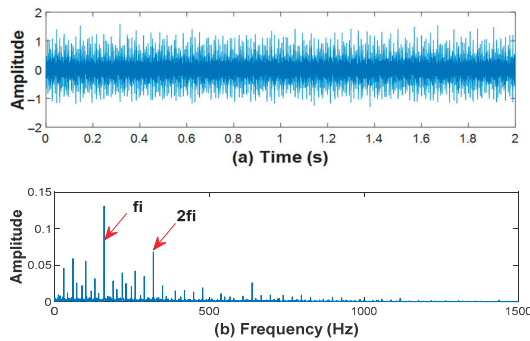 2
1
0
−1
−2
Amplitude
0 0.2 0.4 0.6 0.8 1 1.2 1.4 1.6 1.8 2
(a) Time (s)
0.15
0.1
0.05
0
Amplitude
fi
2fi
0 500 1000 1500
(b) Frequency (Hz)